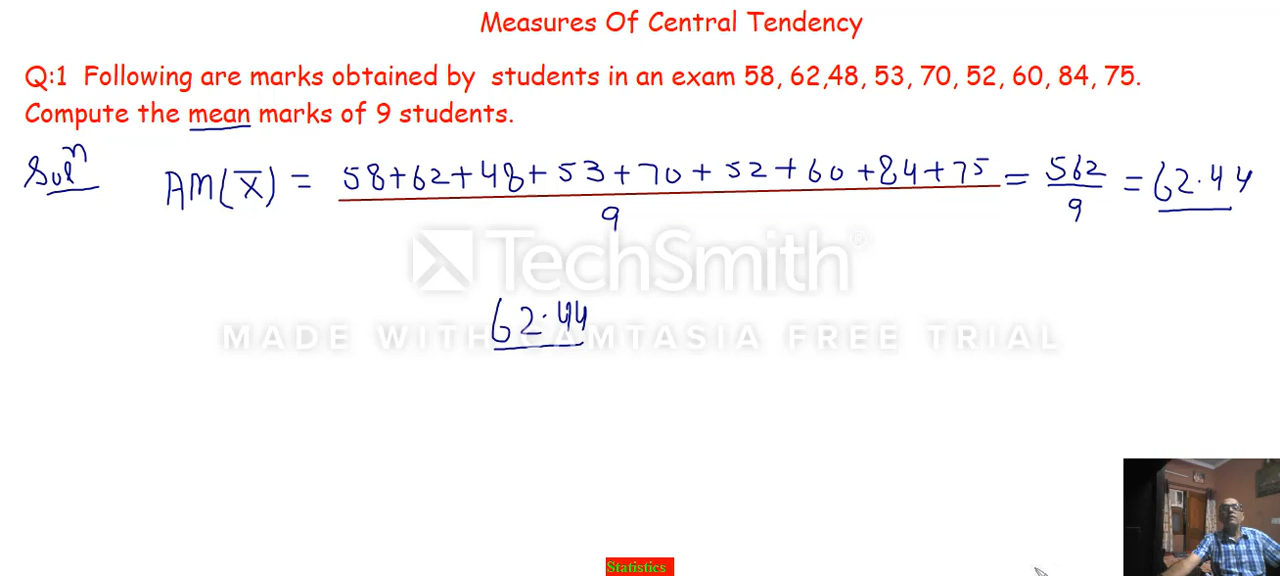 Measures Of Central Tendency
Q:1 Following are marks obtained by students in an exam 58, 62,48, 53, 70, 52, 60, 84, 75.
Compute the mean marks of 9 students.
Solⁿ AM(X̅) = 58+62+48+53+70+52+60+84+75 / 9 = 562 / 9 = 62.44
TechSmith®
62.44
MADE WITH CAMTASIA FREE TRIAL
Statistics